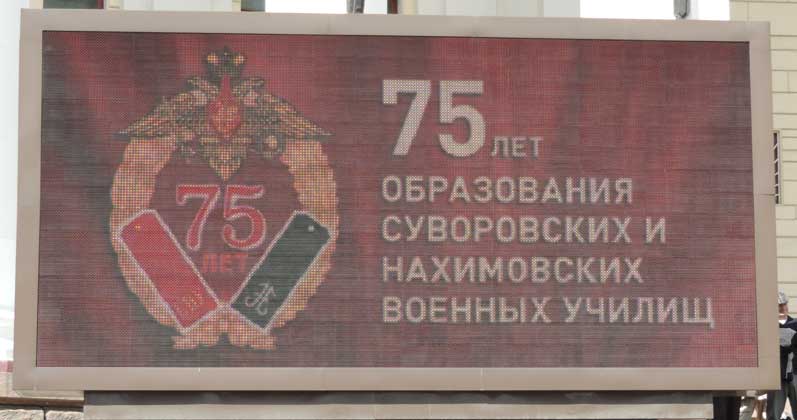 75
ЛЕТ
75 ЛЕТ
ОБРАЗОВАНИЯ
СУВОРОВСКИХ И
НАХИМОВСКИХ
ВОЕННЫХ УЧИЛИЩ